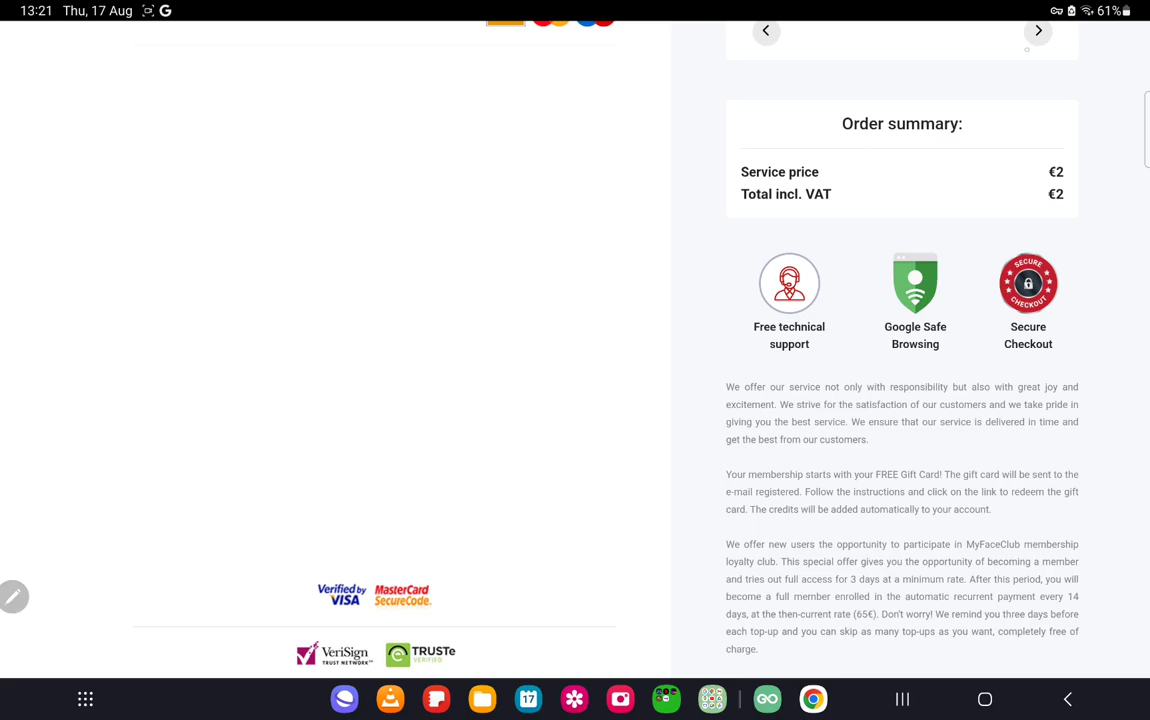 13:21 Thu, 17 Aug
61%
Order summary:
Service price €2
Total incl. VAT €2
SECURE
CHECKOUT
Free technical
support
Google Safe
Browsing
Secure
Checkout
We offer our service not only with responsibility but also with great joy and
excitement. We strive for the satisfaction of our customers and we take pride in
giving you the best service. We ensure that our service is delivered in time and
get the best from our customers.
Your membership starts with your FREE Gift Card! The gift card will be sent to the
e-mail registered. Follow the instructions and click on the link to redeem the gift
card. The credits will be added automatically to your account.
We offer new users the opportunity to participate in MyFaceClub membership
loyalty club. This special offer gives you the opportunity of becoming a member
and tries out full access for 3 days at a minimum rate. After this period, you will
become a full member enrolled in the automatic recurrent payment every 14
days, at the then-current rate (65€). Don't worry! We remind you three days before
each top-up and you can skip as many top-ups as you want, completely free of
charge.
Verified by
VISA
MasterCard
SecureCode.
VeriSign
TRUST NETWORK™
TRUSTe
VERIFIED
17